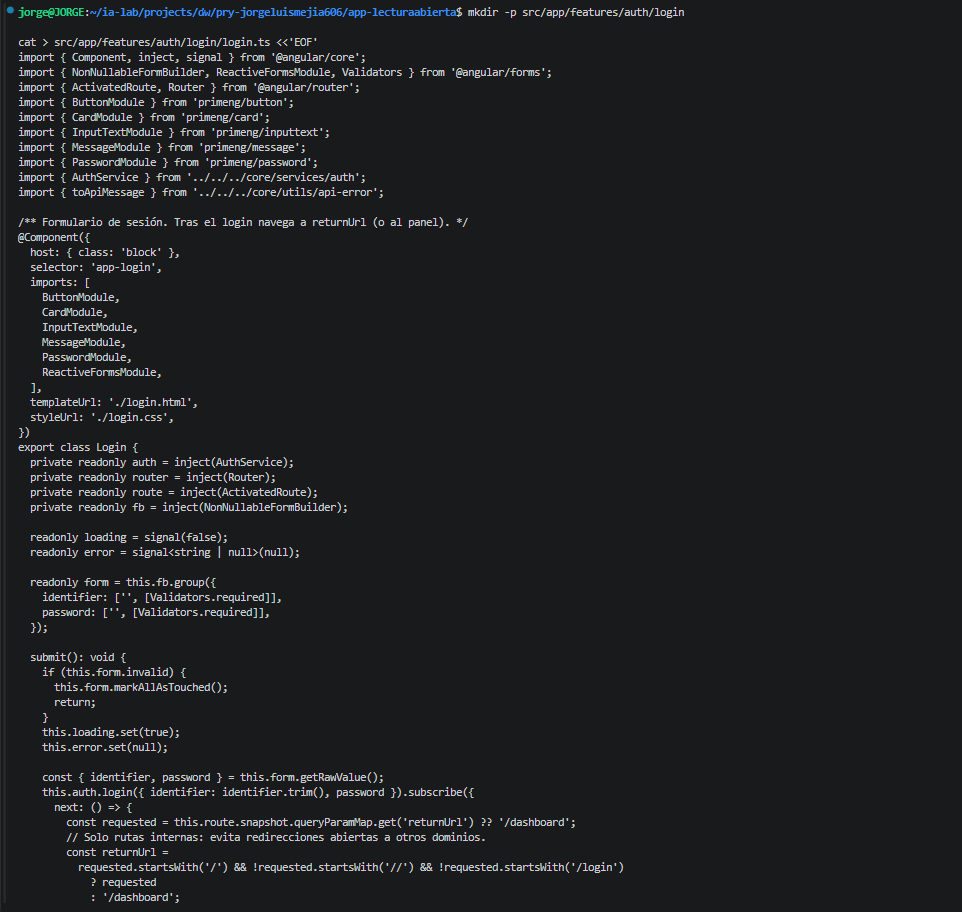 jorge@JORGE:~/ia-lab/projects/dw/pry-jorgeluismejia606/app-lecturaabierta$ mkdir -p src/app/features/auth/login

cat > src/app/features/auth/login/login.ts <<'EOF'
import { Component, inject, signal } from '@angular/core';
import { NonNullableFormBuilder, ReactiveFormsModule, Validators } from '@angular/forms';
import { ActivatedRoute, Router } from '@angular/router';
import { ButtonModule } from 'primeng/button';
import { CardModule } from 'primeng/card';
import { InputTextModule } from 'primeng/inputtext';
import { MessageModule } from 'primeng/message';
import { PasswordModule } from 'primeng/password';
import { AuthService } from '../../../core/services/auth';
import { toApiMessage } from '../../../core/utils/api-error';

/** Formulario de sesión. Tras el login navega a returnUrl (o al panel). */
@Component({
  host: { class: 'block' },
  selector: 'app-login',
  imports: [
    ButtonModule,
    CardModule,
    InputTextModule,
    MessageModule,
    PasswordModule,
    ReactiveFormsModule,
  ],
  templateUrl: './login.html',
  styleUrl: './login.css',
})
export class Login {
  private readonly auth = inject(AuthService);
  private readonly router = inject(Router);
  private readonly route = inject(ActivatedRoute);
  private readonly fb = inject(NonNullableFormBuilder);

  readonly loading = signal(false);
  readonly error = signal<string | null>(null);

  readonly form = this.fb.group({
    identifier: ['', [Validators.required]],
    password: ['', [Validators.required]],
  });

  submit(): void {
    if (this.form.invalid) {
      this.form.markAllAsTouched();
      return;
    }
    this.loading.set(true);
    this.error.set(null);

    const { identifier, password } = this.form.getRawValue();
    this.auth.login({ identifier: identifier.trim(), password }).subscribe({
      next: () => {
        const requested = this.route.snapshot.queryParamMap.get('returnUrl') ?? '/dashboard';
        // Solo rutas internas: evita redirecciones abiertas a otros dominios.
        const returnUrl =
          requested.startsWith('/') && !requested.startsWith('//') && !requested.startsWith('/login')
            ? requested
            : '/dashboard';